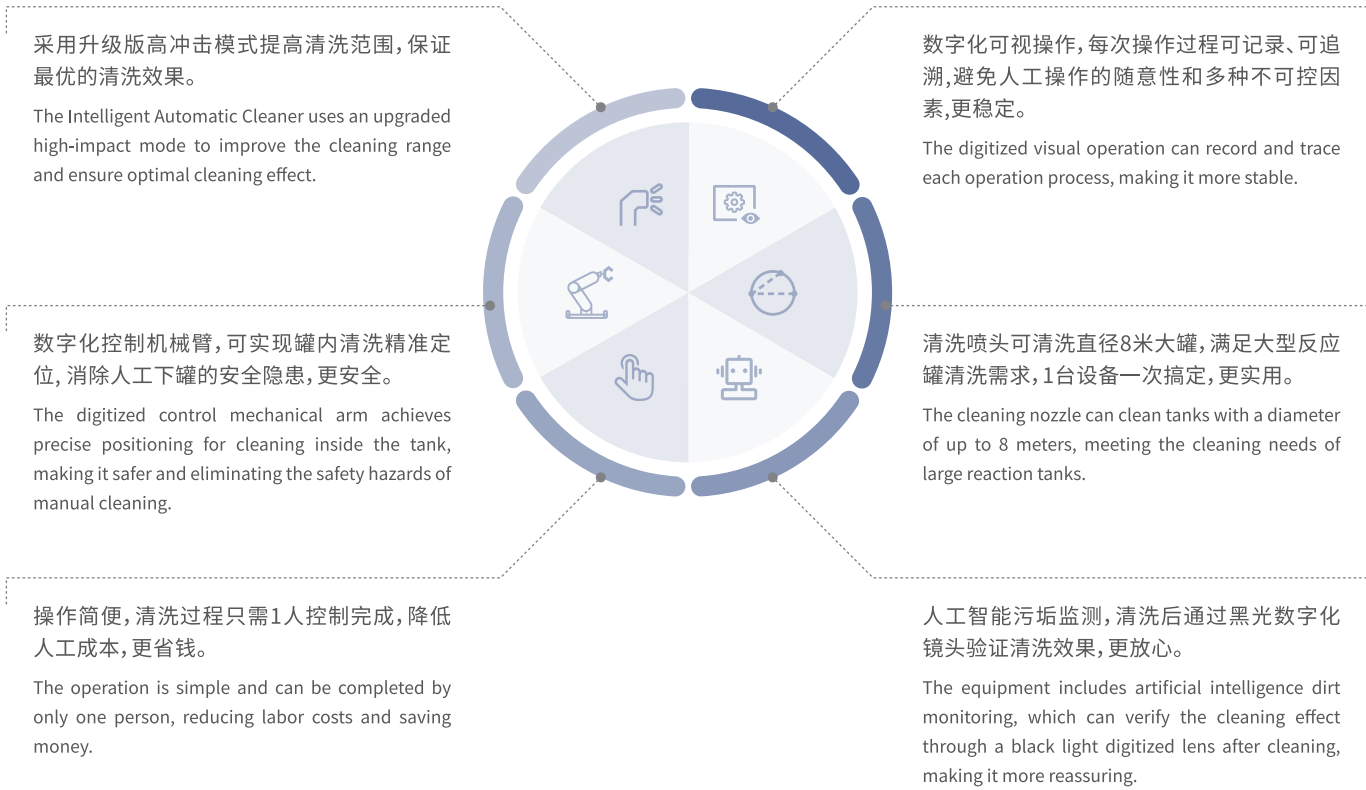 采用升级版高冲击模式提高清洗范围，保证
最优的清洗效果。
The Intelligent Automatic Cleaner uses an upgraded
high-impact mode to improve the cleaning range
and ensure optimal cleaning effect.
数字化控制机械臂，可实现罐内清洗精准定
位, 消除人工下罐的安全隐患，更安全。
The digitized control mechanical arm achieves
precise positioning for cleaning inside the tank,
making it safer and eliminating the safety hazards of
manual cleaning.
操作简便，清洗过程只需1人控制完成，降低
人工成本，更省钱。
The operation is simple and can be completed by
only one person, reducing labor costs and saving
money.
数字化可视操作，每次操作过程可记录、可追
溯,避免人工操作的随意性和多种不可控因
素,更稳定。
The digitized visual operation can record and trace
each operation process, making it more stable.
清洗喷头可清洗直径8米大罐，满足大型反应
罐清洗需求，1台设备一次搞定，更实用。
The cleaning nozzle can clean tanks with a diameter
of up to 8 meters, meeting the cleaning needs of
large reaction tanks.
人工智能污垢监测，清洗后通过黑光数字化
镜头验证清洗效果，更放心。
The equipment includes artificial intelligence dirt
monitoring, which can verify the cleaning effect
through a black light digitized lens after cleaning,
making it more reassuring.